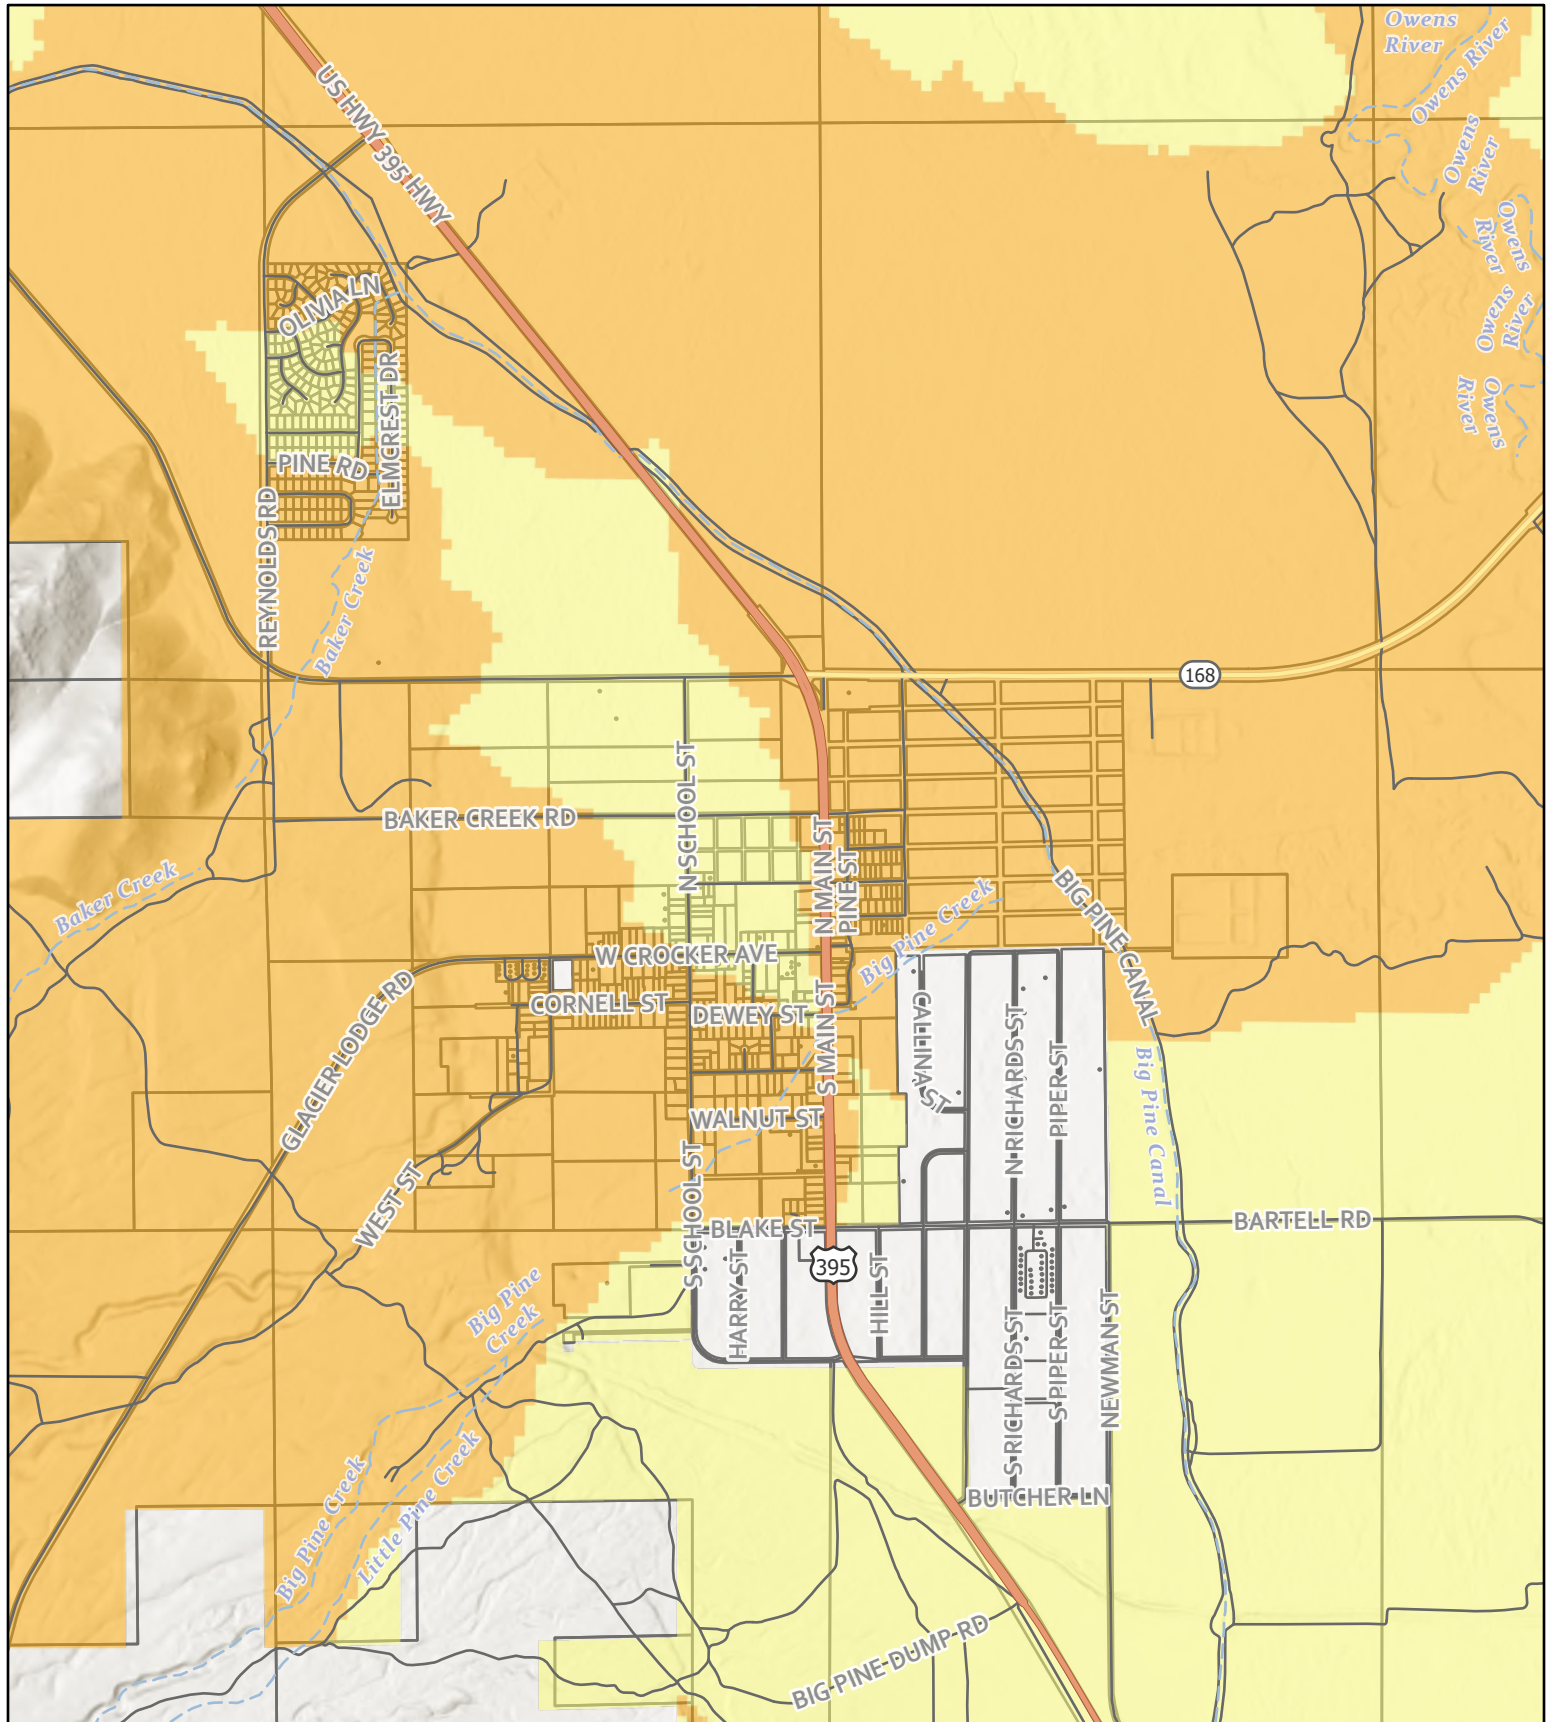 Owens
River
Owens River
US HWY 395 HWY
Owens
River
Owens
River
OLIVIA LN
Owens
River
ELMCREST DR
Owens
River
PINE RD
REYNOLDS RD
Baker Creek
168
N SCHOOL ST
BAKER CREEK RD
N MAIN ST
PINE ST
Baker Creek
BIG PINE CANAL
Big Pine Creek
W CROCKER AVE
GLACIER LODGE RD
CORNELL ST
DEWEY ST
S MAIN ST
CALLINA ST
N RICHARDS ST
PIPER ST
Big Pine Canal
WALNUT ST
WEST ST
S SCHOOL ST
BLAKE ST
BARTELL RD
395
HARRY ST
HILL ST
Big Pine
Creek
S RICHARDS ST
S PIPER ST
NEWMAN ST
Big Pine Creek
Little Pine Creek
BUTCHER LN
BIG PINE DUMP RD